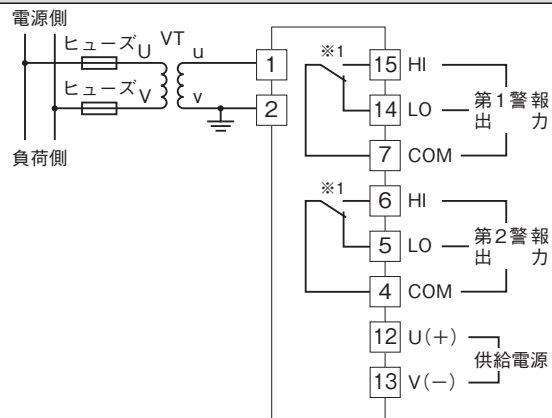 電源側
ヒューズ U VT u
1
ヒューズ V v
2
負荷側
※1
15 HI
14 LO
第1警報出力
7 COM
※1
6 HI
5 LO
第2警報出力
4 COM
12 U(+)
供給電源
13 V(−)